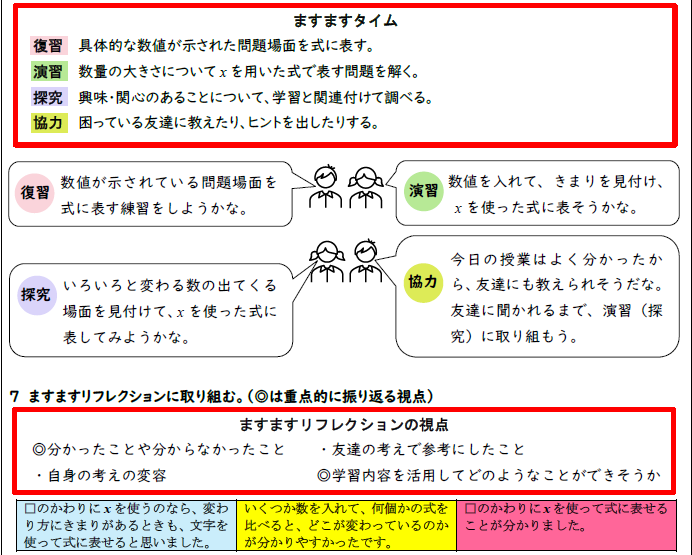 ますますタイム
復習 具体的な数値が示された問題場面を式に表す。
演習 数量の大きさについてxを用いた式で表す問題を解く。
探究 興味・関心のあることについて、学習と関連付けて調べる。
協力 困っている友達に教えたり、ヒントを出したりする。
復習
数値が示されている問題場面を
式に表す練習をしようかな。
演習
数値を入れて、きまりを見付け、
xを使った式に表そうかな。
探究
いろいろと変わる数の出てくる
場面を見付けて、xを使った式に
表してみようかな。
協力
今日の授業はよく分かったか
ら、友達にも教えられそうだな。
友達に聞かれるまで、演習（探
究）に取り組もう。
7 ますますリフレクションに取り組む。（◎は重点的に振り返る視点）
ますますリフレクションの視点
◎分かったことや分からなかったこと ・友達の考えで参考にしたこと
・自身の考えの変容 ◎学習内容を活用してどのようなことができそうか
□のかわりにxを使うのなら、変わ
り方にきまりがあるときも、文字を
使って式に表せると思いました。
いくつか数を入れて、何個かの式を
比べると、どこが変わっているのか
が分かりやすかったです。
□のかわりにxを使って式に表せる
ことが分かりました。